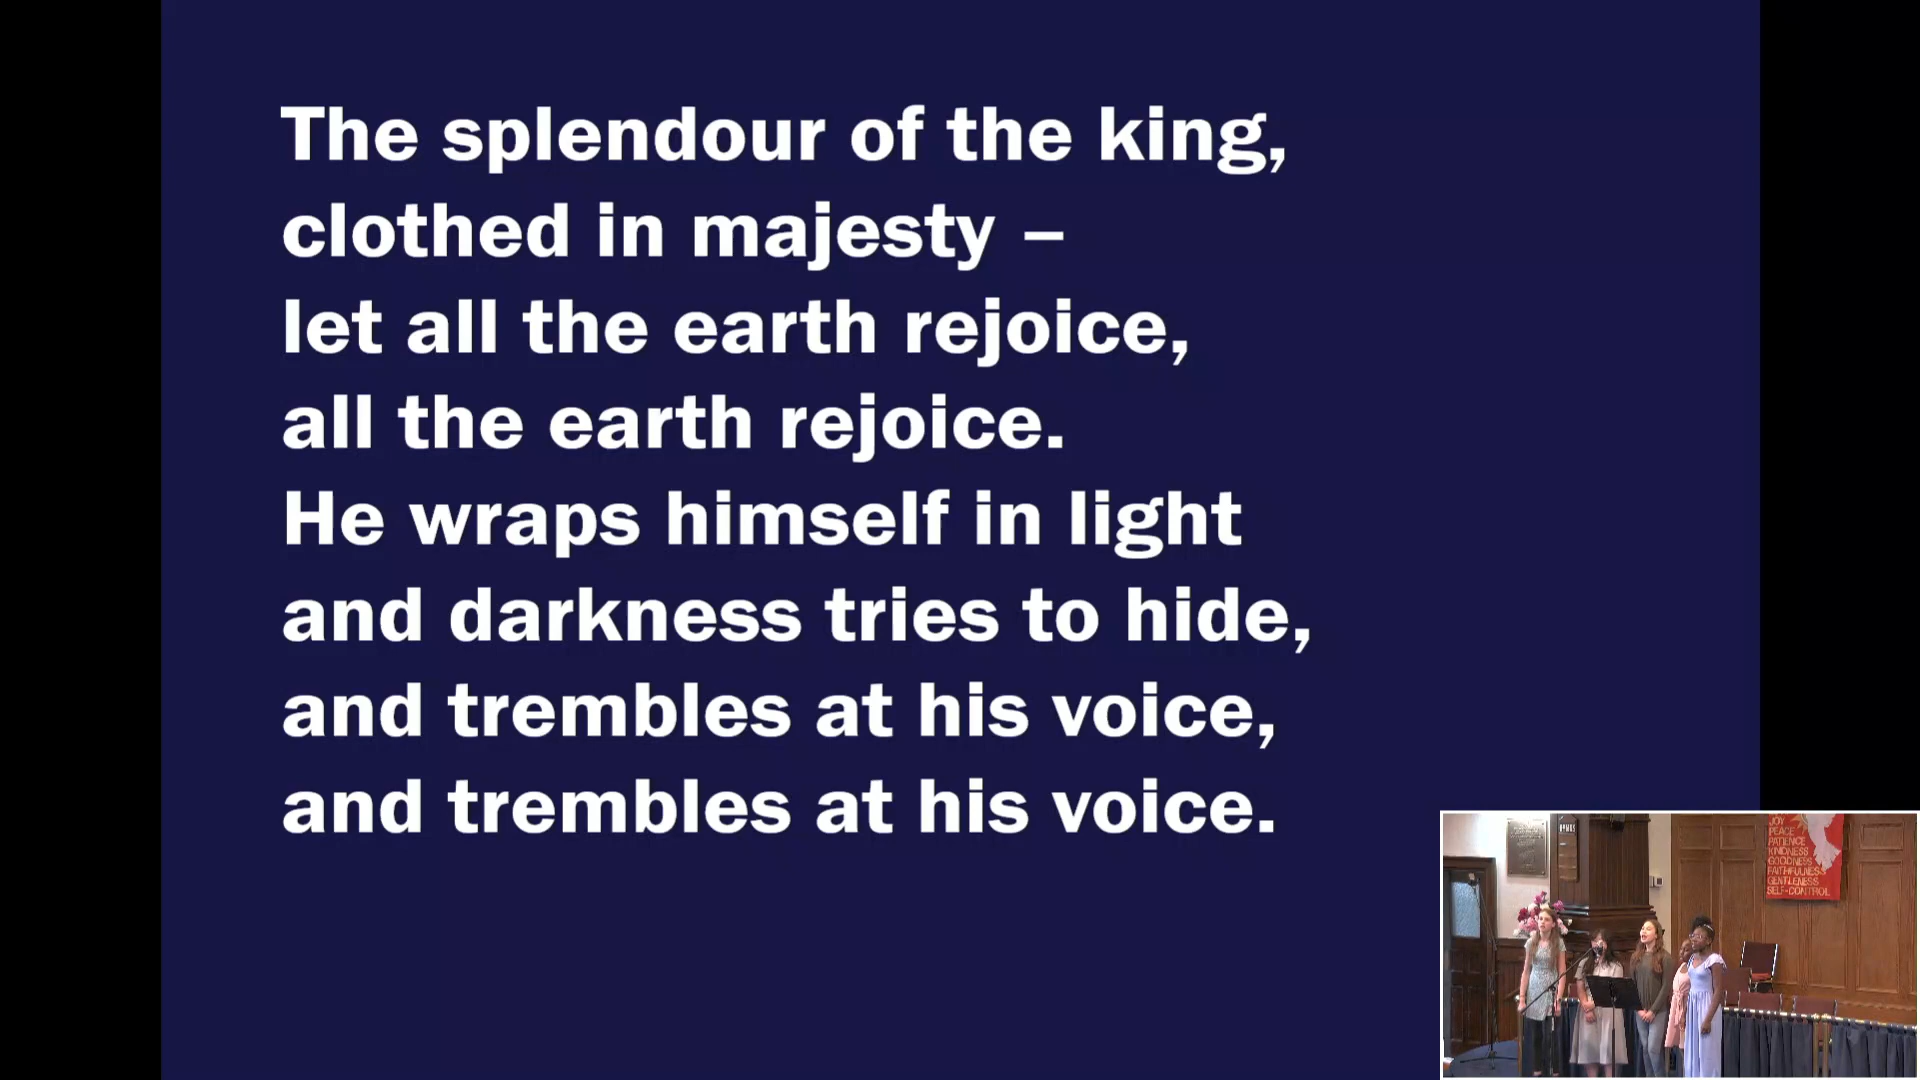 The splendour of the king,
clothed in majesty –
let all the earth rejoice,
all the earth rejoice.
He wraps himself in light
and darkness tries to hide,
and trembles at his voice,
and trembles at his voice.
JOY
PEACE
PATIENCE
KINDNESS
GOODNESS
FAITHFULNESS
GENTLENESS
SELF-CONTROL